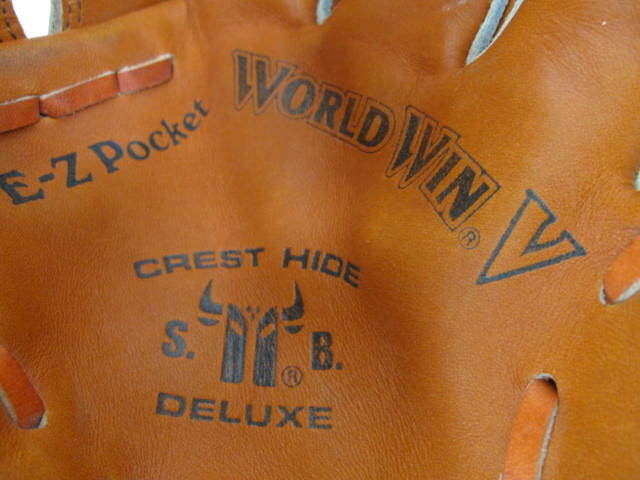 E-Z POCKET
WORLD WIN ®
V
CREST HIDE
S. B.
®
DELUXE